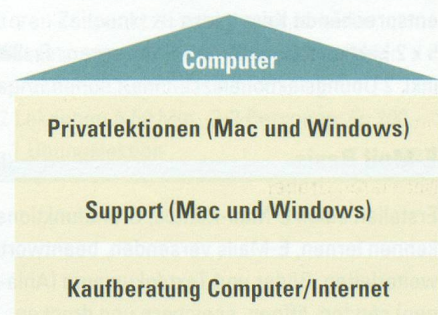 Computer
Privatlektionen (Mac und Windows)
Support (Mac und Windows)
Kaufberatung Computer/Internet